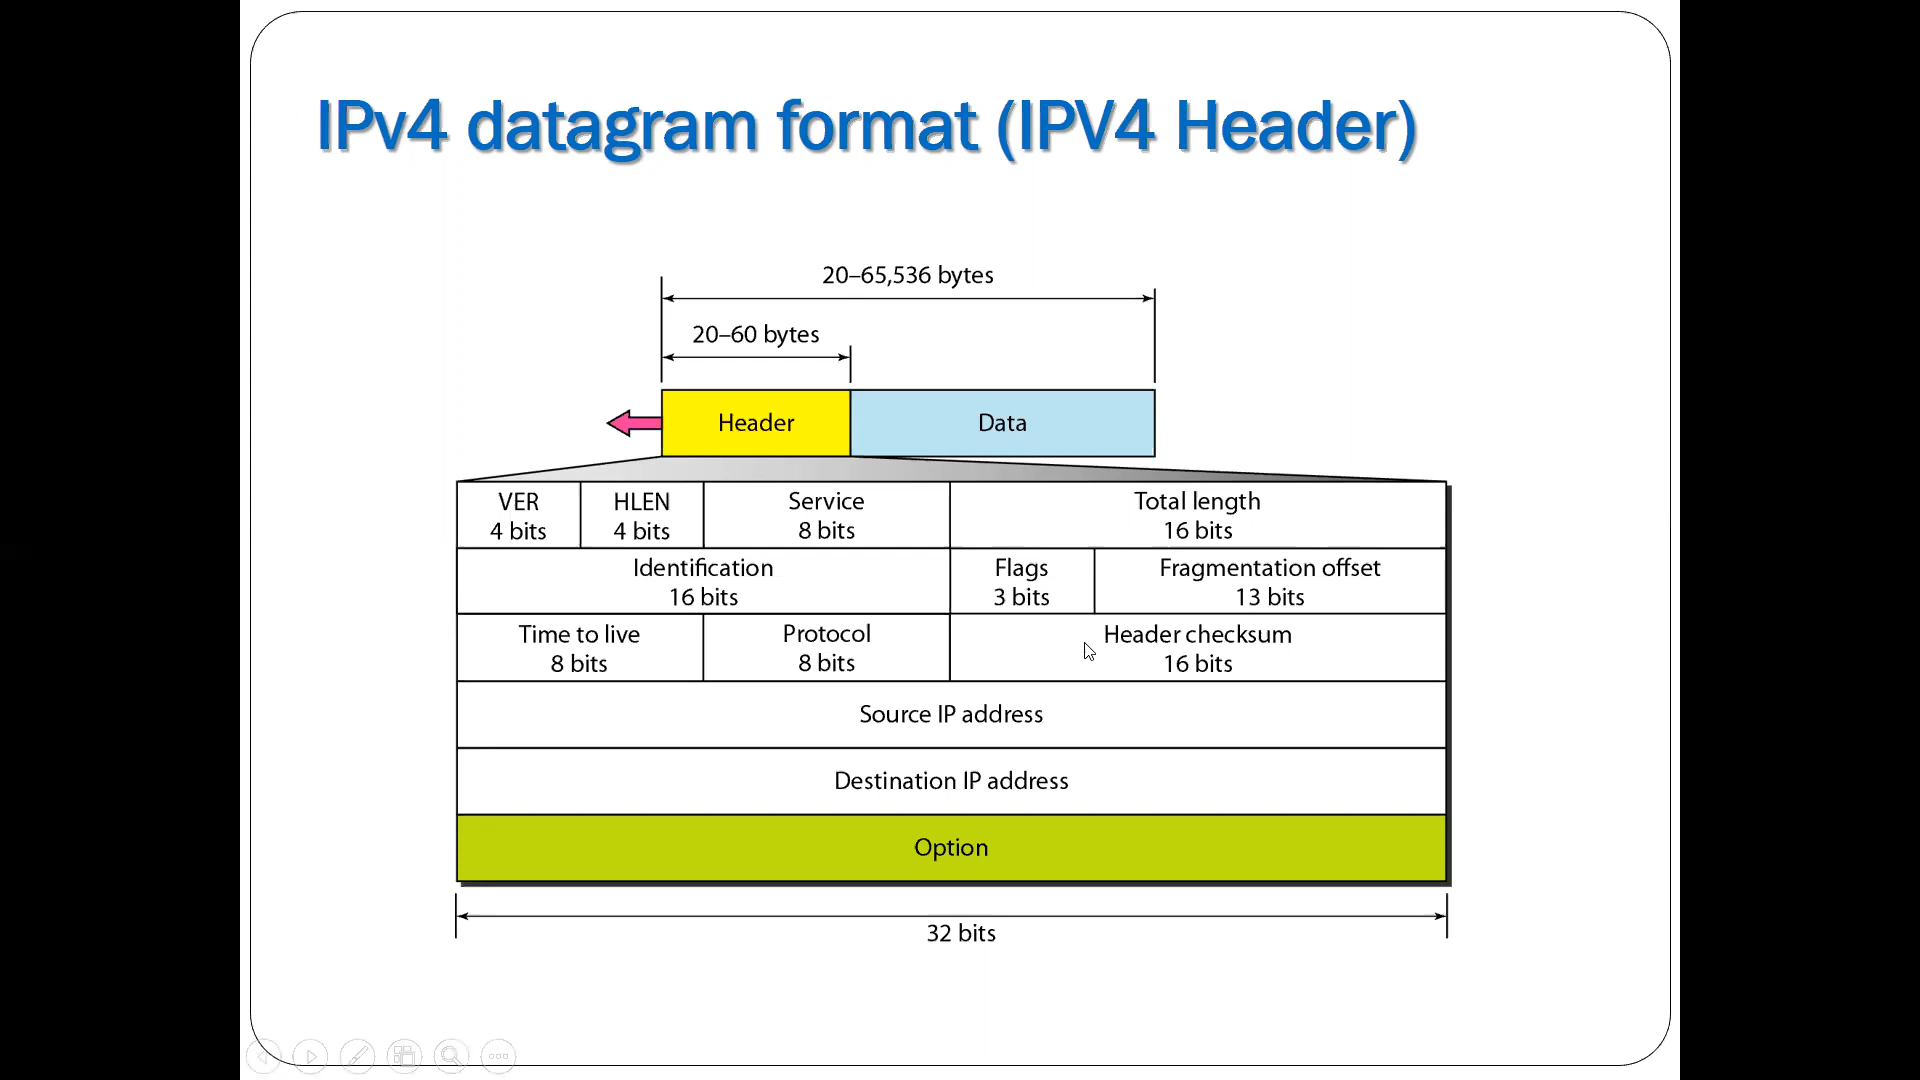 IPv4 datagram format (IPV4 Header)
20–65,536 bytes
20–60 bytes
Header
Data
VER
4 bits
HLEN
4 bits
Service
8 bits
Total length
16 bits
Identification
16 bits
Flags
3 bits
Fragmentation offset
13 bits
Time to live
8 bits
Protocol
8 bits
Header checksum
16 bits
Source IP address
Destination IP address
Option
32 bits